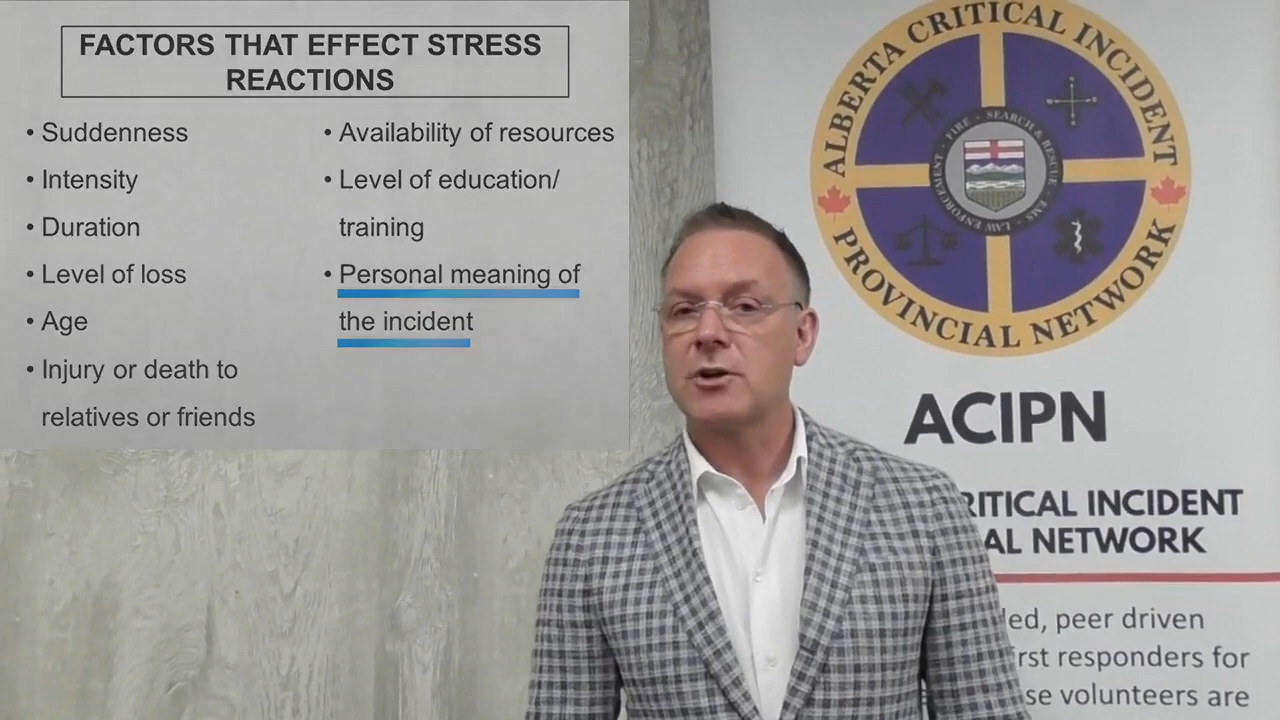 FACTORS THAT EFFECT STRESS
REACTIONS
• Suddenness
• Intensity
• Duration
• Level of loss
• Age
• Injury or death to
relatives or friends
• Availability of resources
• Level of education/
training
• Personal meaning of
the incident
ALBERTA CRITICAL INCIDENT
PROVINCIAL NETWORK
FIRE · SEARCH & RESCUE · EMS · LAW ENFORCEMENT ·
ACIPN
RITICAL INCIDENT
AL NETWORK
ed, peer driven
irst responders for
se volunteers are